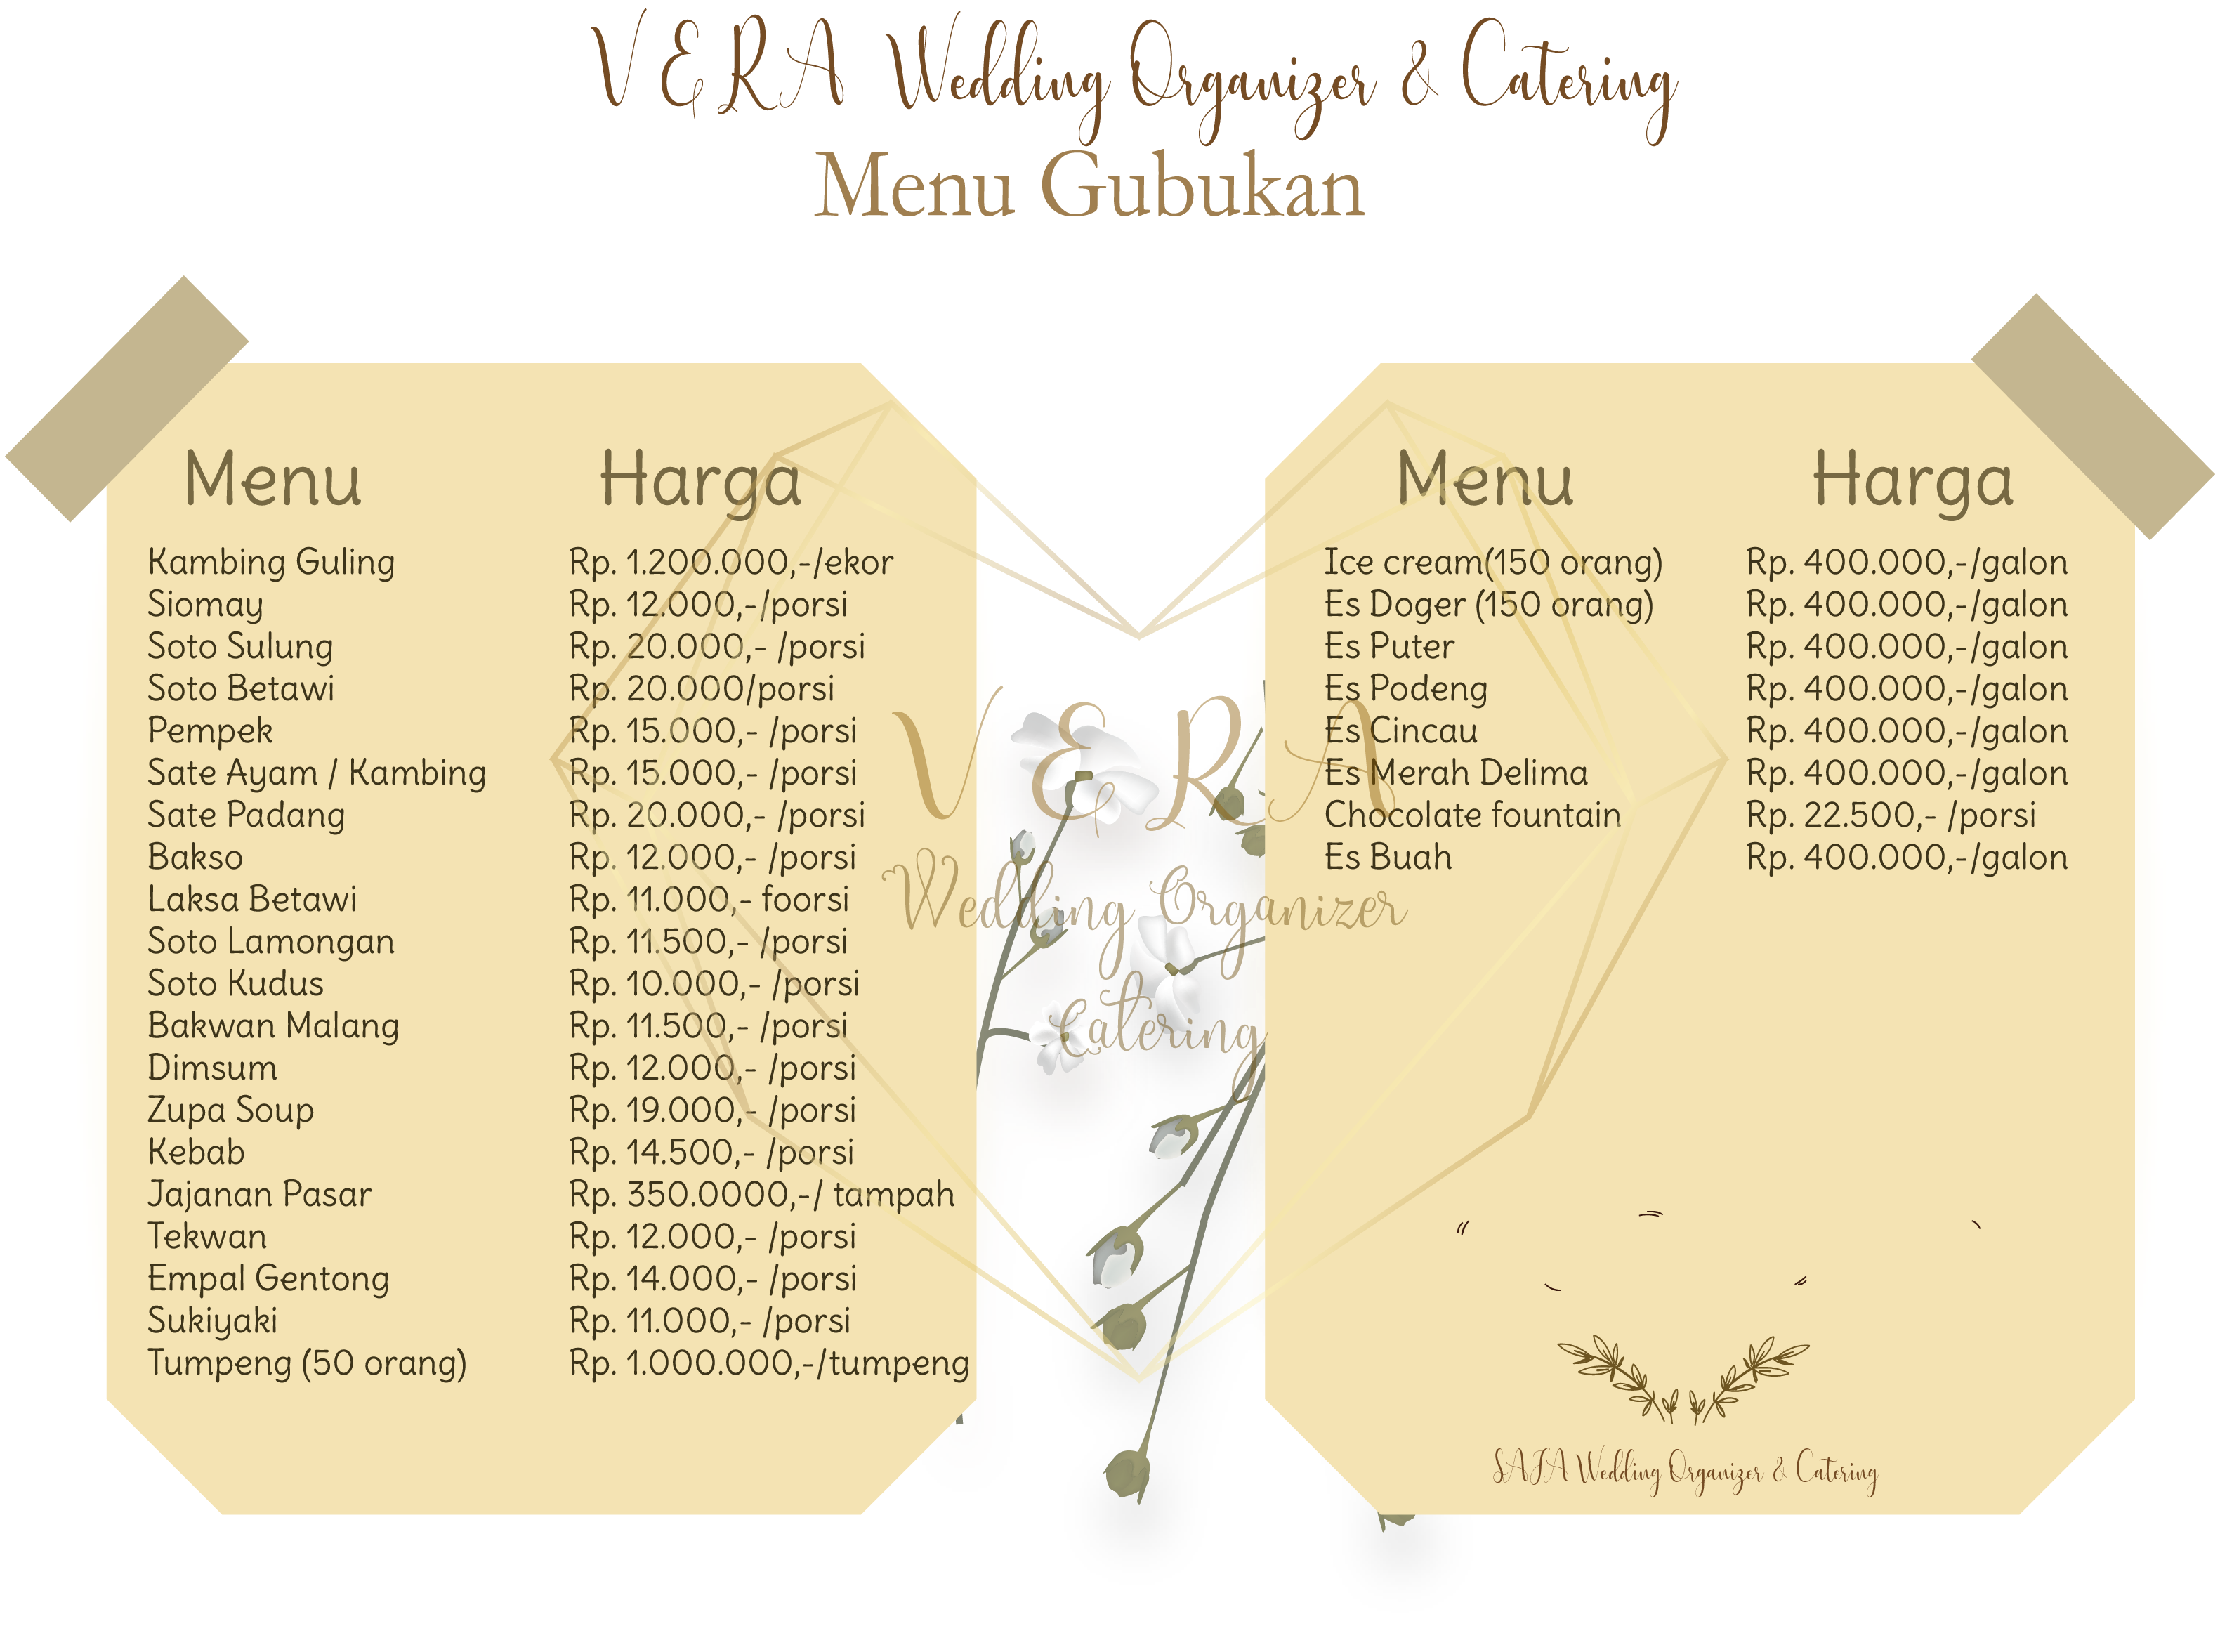 VERA Wedding Organizer & Catering
Menu Gubukan
Menu Harga
Kambing Guling Rp. 1.200.000,-/ekor
Siomay Rp. 12.000,-/porsi
Soto Sulung Rp. 20.000,- /porsi
Soto Betawi Rp. 20.000/porsi
Pempek Rp. 15.000,- /porsi
Sate Ayam / Kambing Rp. 15.000,- /porsi
Sate Padang Rp. 20.000,- /porsi
Bakso Rp. 12.000,- /porsi
Laksa Betawi Rp. 11.000,- foorsi
Soto Lamongan Rp. 11.500,- /porsi
Soto Kudus Rp. 10.000,- /porsi
Bakwan Malang Rp. 11.500,- /porsi
Dimsum Rp. 12.000,- /porsi
Zupa Soup Rp. 19.000,- /porsi
Kebab Rp. 14.500,- /porsi
Jajanan Pasar Rp. 350.0000,-/ tampah
Tekwan Rp. 12.000,- /porsi
Empal Gentong Rp. 14.000,- /porsi
Sukiyaki Rp. 11.000,- /porsi
Tumpeng (50 orang) Rp. 1.000.000,-/tumpeng
VERA
Wedding Organizer
Catering
Menu Harga
Ice cream(150 orang) Rp. 400.000,-/galon
Es Doger (150 orang) Rp. 400.000,-/galon
Es Puter Rp. 400.000,-/galon
Es Podeng Rp. 400.000,-/galon
Es Cincau Rp. 400.000,-/galon
Es Merah Delima Rp. 400.000,-/galon
Chocolate fountain Rp. 22.500,- /porsi
Es Buah Rp. 400.000,-/galon
SAFA Wedding Organizer & Catering